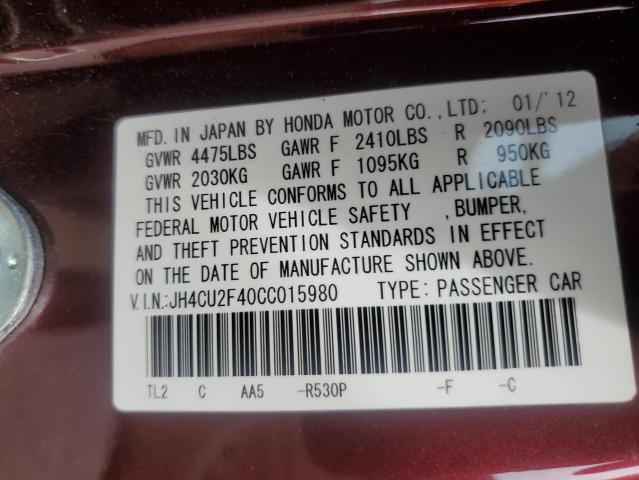 MFD. IN JAPAN BY HONDA MOTOR CO., LTD; 01/'12
GVWR 4475LBS GAWR F 2410LBS R 2090LBS
GVWR 2030KG GAWR F 1095KG R 950KG
THIS VEHICLE CONFORMS TO ALL APPLICABLE
FEDERAL MOTOR VEHICLE SAFETY , BUMPER,
AND THEFT PREVENTION STANDARDS IN EFFECT
ON THE DATE OF MANUFACTURE SHOWN ABOVE.
V.I.N.:JH4CU2F40CC015980 TYPE: PASSENGER CAR
TL2 C AA5 -R530P -F -C